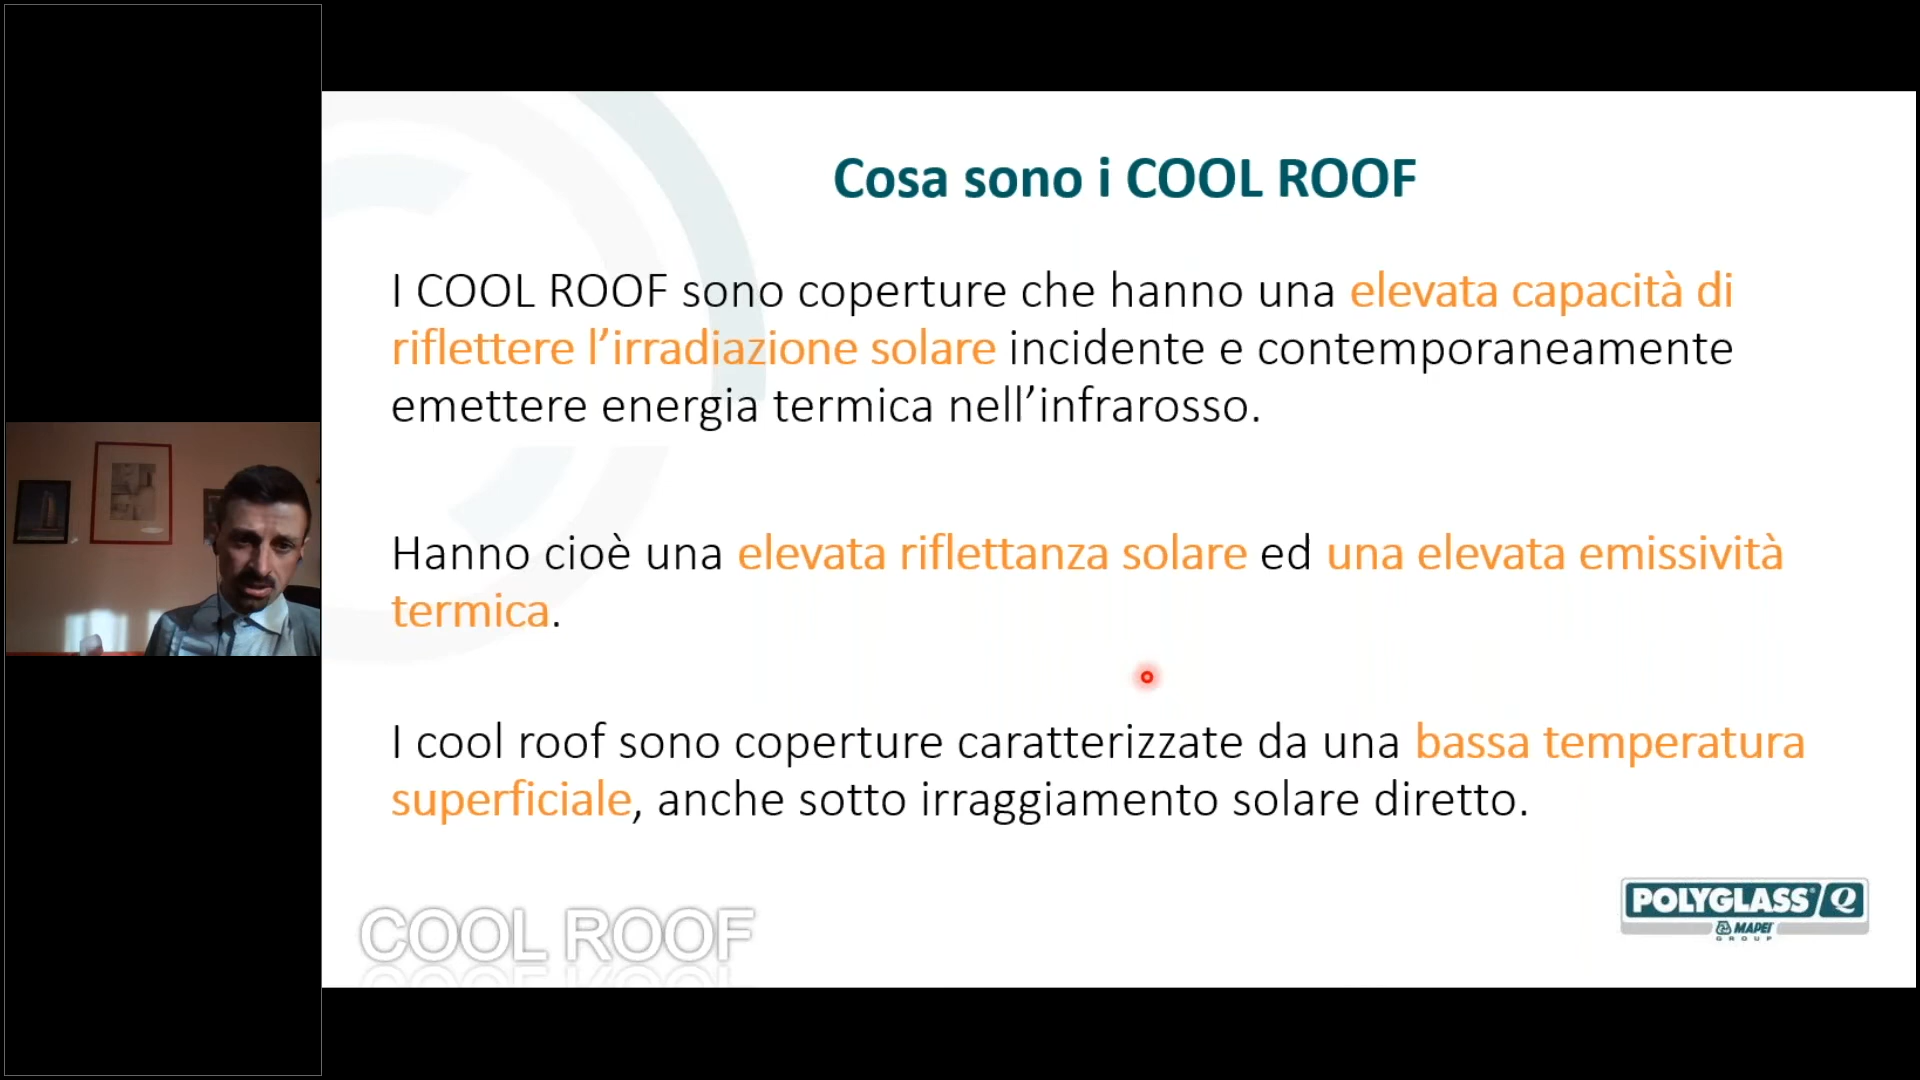 Cosa sono i COOL ROOF
I COOL ROOF sono coperture che hanno una elevata capacità di
riflettere l’irradiazione solare incidente e contemporaneamente
emettere energia termica nell’infrarosso.
Hanno cioè una elevata riflettanza solare ed una elevata emissività
termica.
I cool roof sono coperture caratterizzate da una bassa temperatura
superficiale, anche sotto irraggiamento solare diretto.
COOL ROOF
POLYGLASS® Q
MAPEI
GROUP